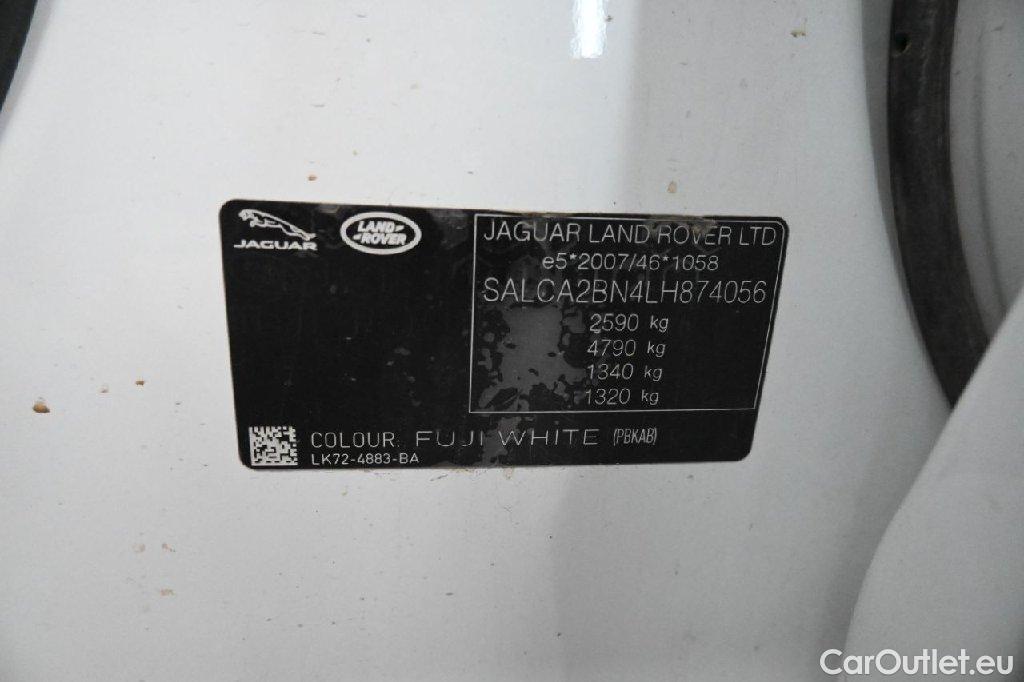 JAGUAR
LAND
ROVER
JAGUAR LAND ROVER LTD
e5*2007/46*1058
SALCA2BN4LH874056
2590 kg
4790 kg
1340 kg
1320 kg
COLOUR: FUJI WHITE (PBKAB)
LK72-4883-BA
CarOutlet.eu